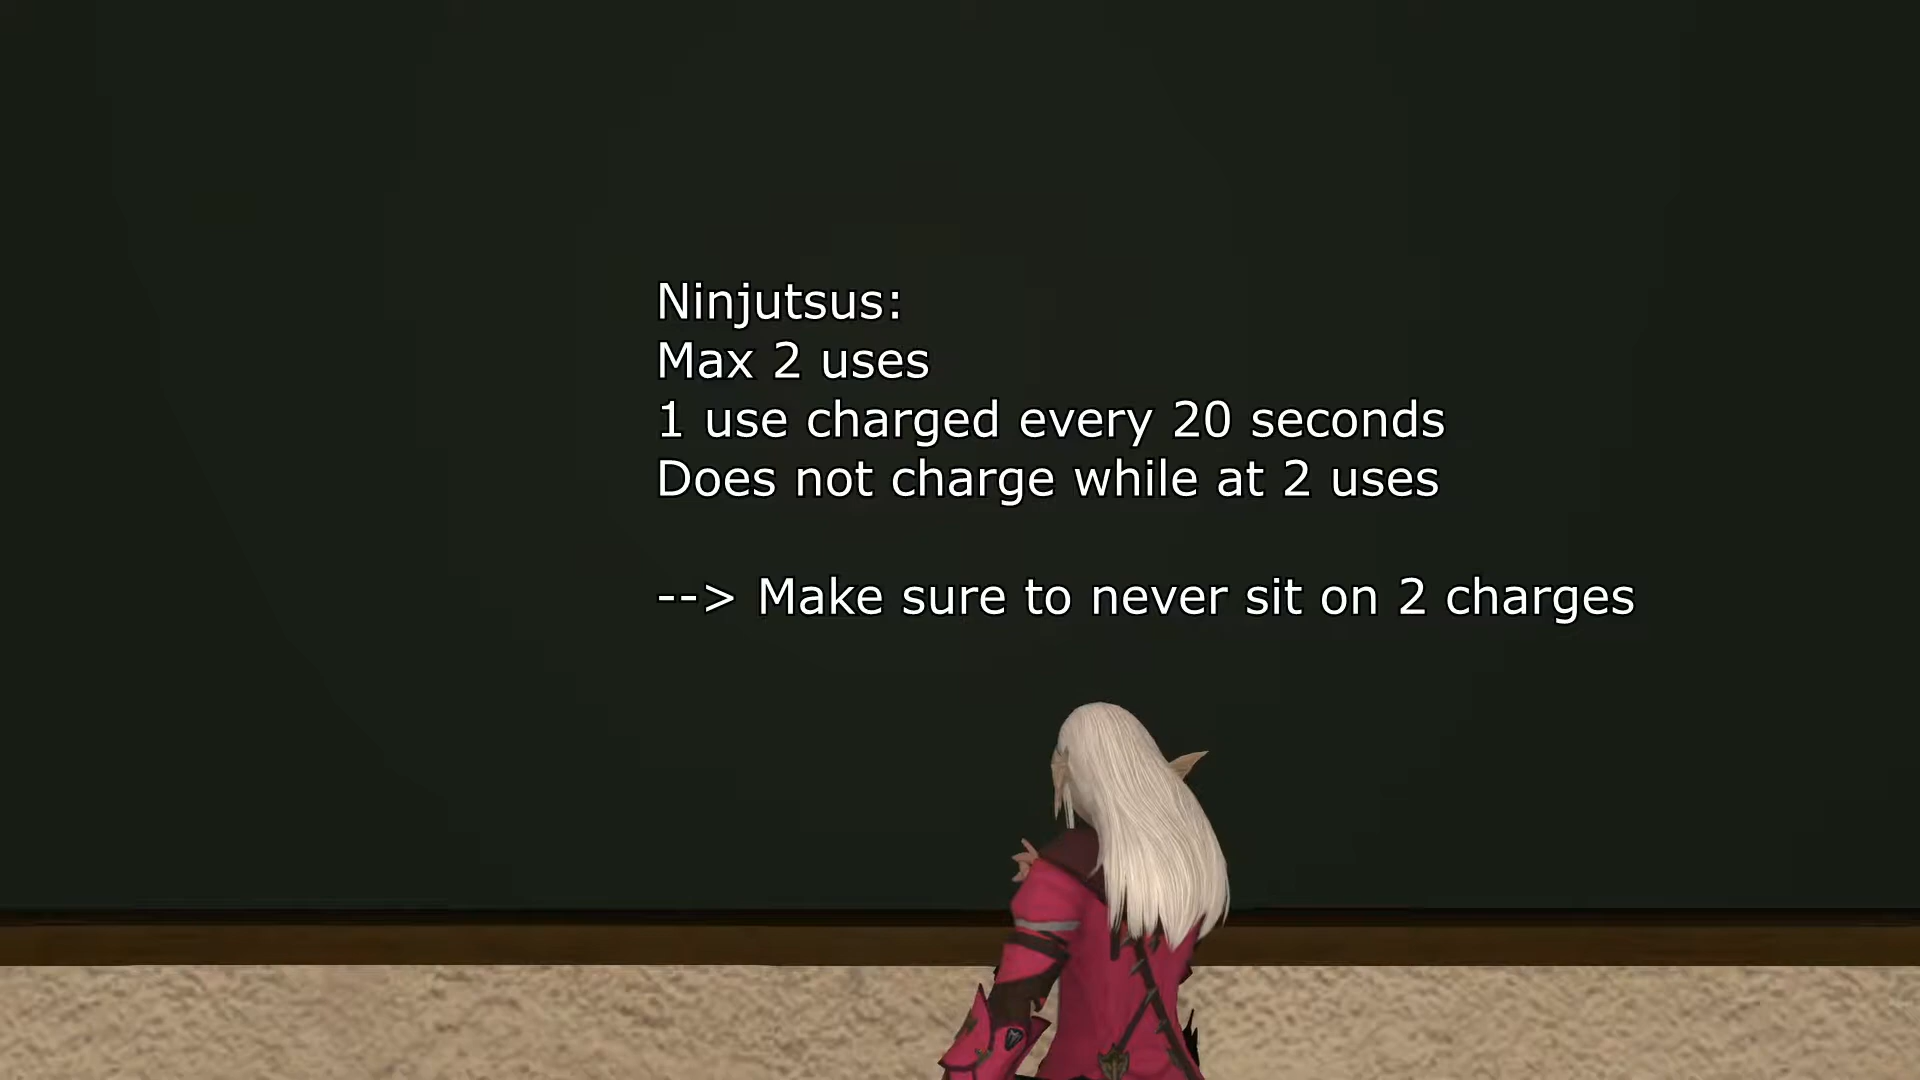 Ninjutsus:
Max 2 uses
1 use charged every 20 seconds
Does not charge while at 2 uses
--> Make sure to never sit on 2 charges